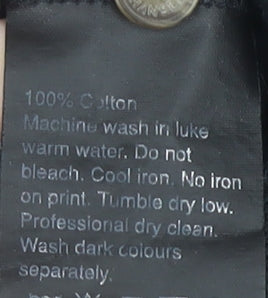 100% Cotton
Machine wash in luke
warm water. Do not
bleach. Cool iron. No iron
on print. Tumble dry low.
Professional dry clean.
Wash dark colours
separately.